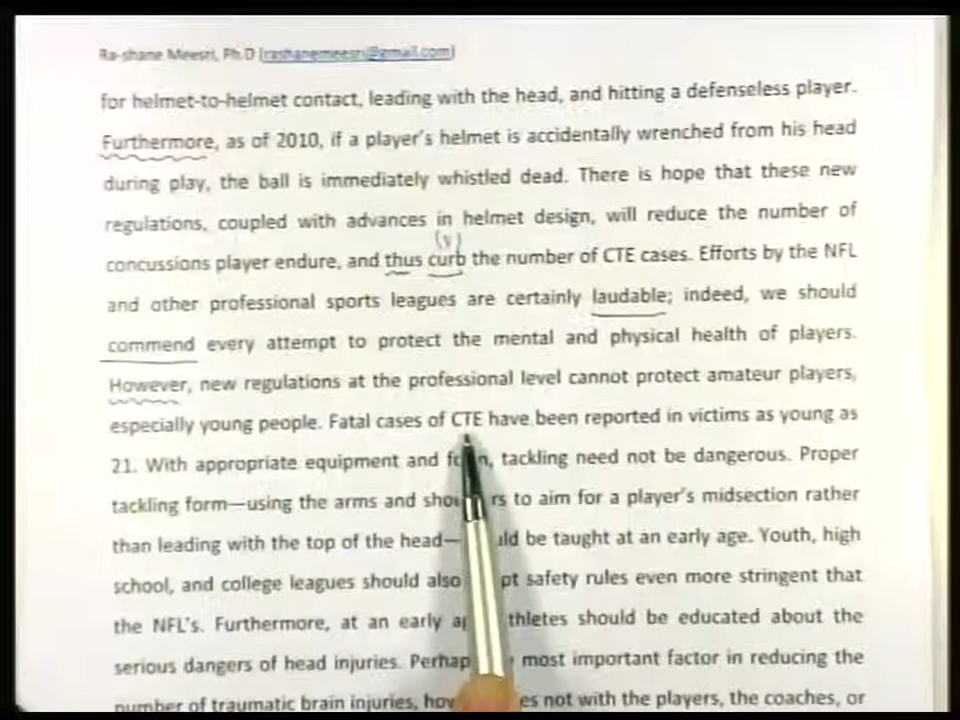 Ra-shane Meesri, Ph.D (rashanemeesri@gmail.com)
for helmet-to-helmet contact, leading with the head, and hitting a defenseless player.
Furthermore, as of 2010, if a player's helmet is accidentally wrenched from his head
during play, the ball is immediately whistled dead. There is hope that these new
regulations, coupled with advances in helmet design, will reduce the number of
(v)
concussions player endure, and thus curb the number of CTE cases. Efforts by the NFL
and other professional sports leagues are certainly laudable; indeed, we should
commend every attempt to protect the mental and physical health of players.
However, new regulations at the professional level cannot protect amateur players,
especially young people. Fatal cases of CTE have been reported in victims as young as
21. With appropriate equipment and tackling need not be dangerous. Proper
tackling form—using the arms and to aim for a player's midsection rather
than leading with the top of the head— be taught at an early age. Youth, high
school, and college leagues should also safety rules even more stringent that
the NFL's. Furthermore, at an early athletes should be educated about the
serious dangers of head injuries. most important factor in reducing the
number of traumatic brain injuries, not with the players, the coaches, or